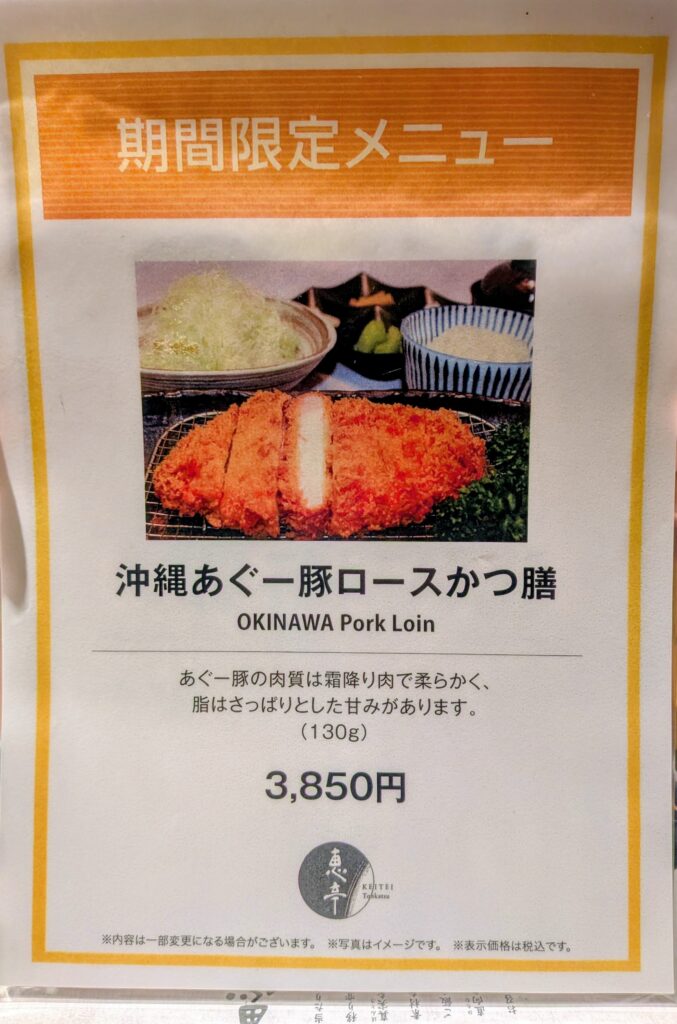 期間限定メニュー
沖縄あぐー豚ロースかつ膳
OKINAWA Pork Loin
あぐー豚の肉質は霜降り肉で柔らかく、
脂はさっぱりとした甘みがあります。
（130g）
3,850円
恵亭
KEITEI
Tonkatsu
※内容は一部変更になる場合がございます。 ※写真はイメージです。 ※表示価格は税込です。